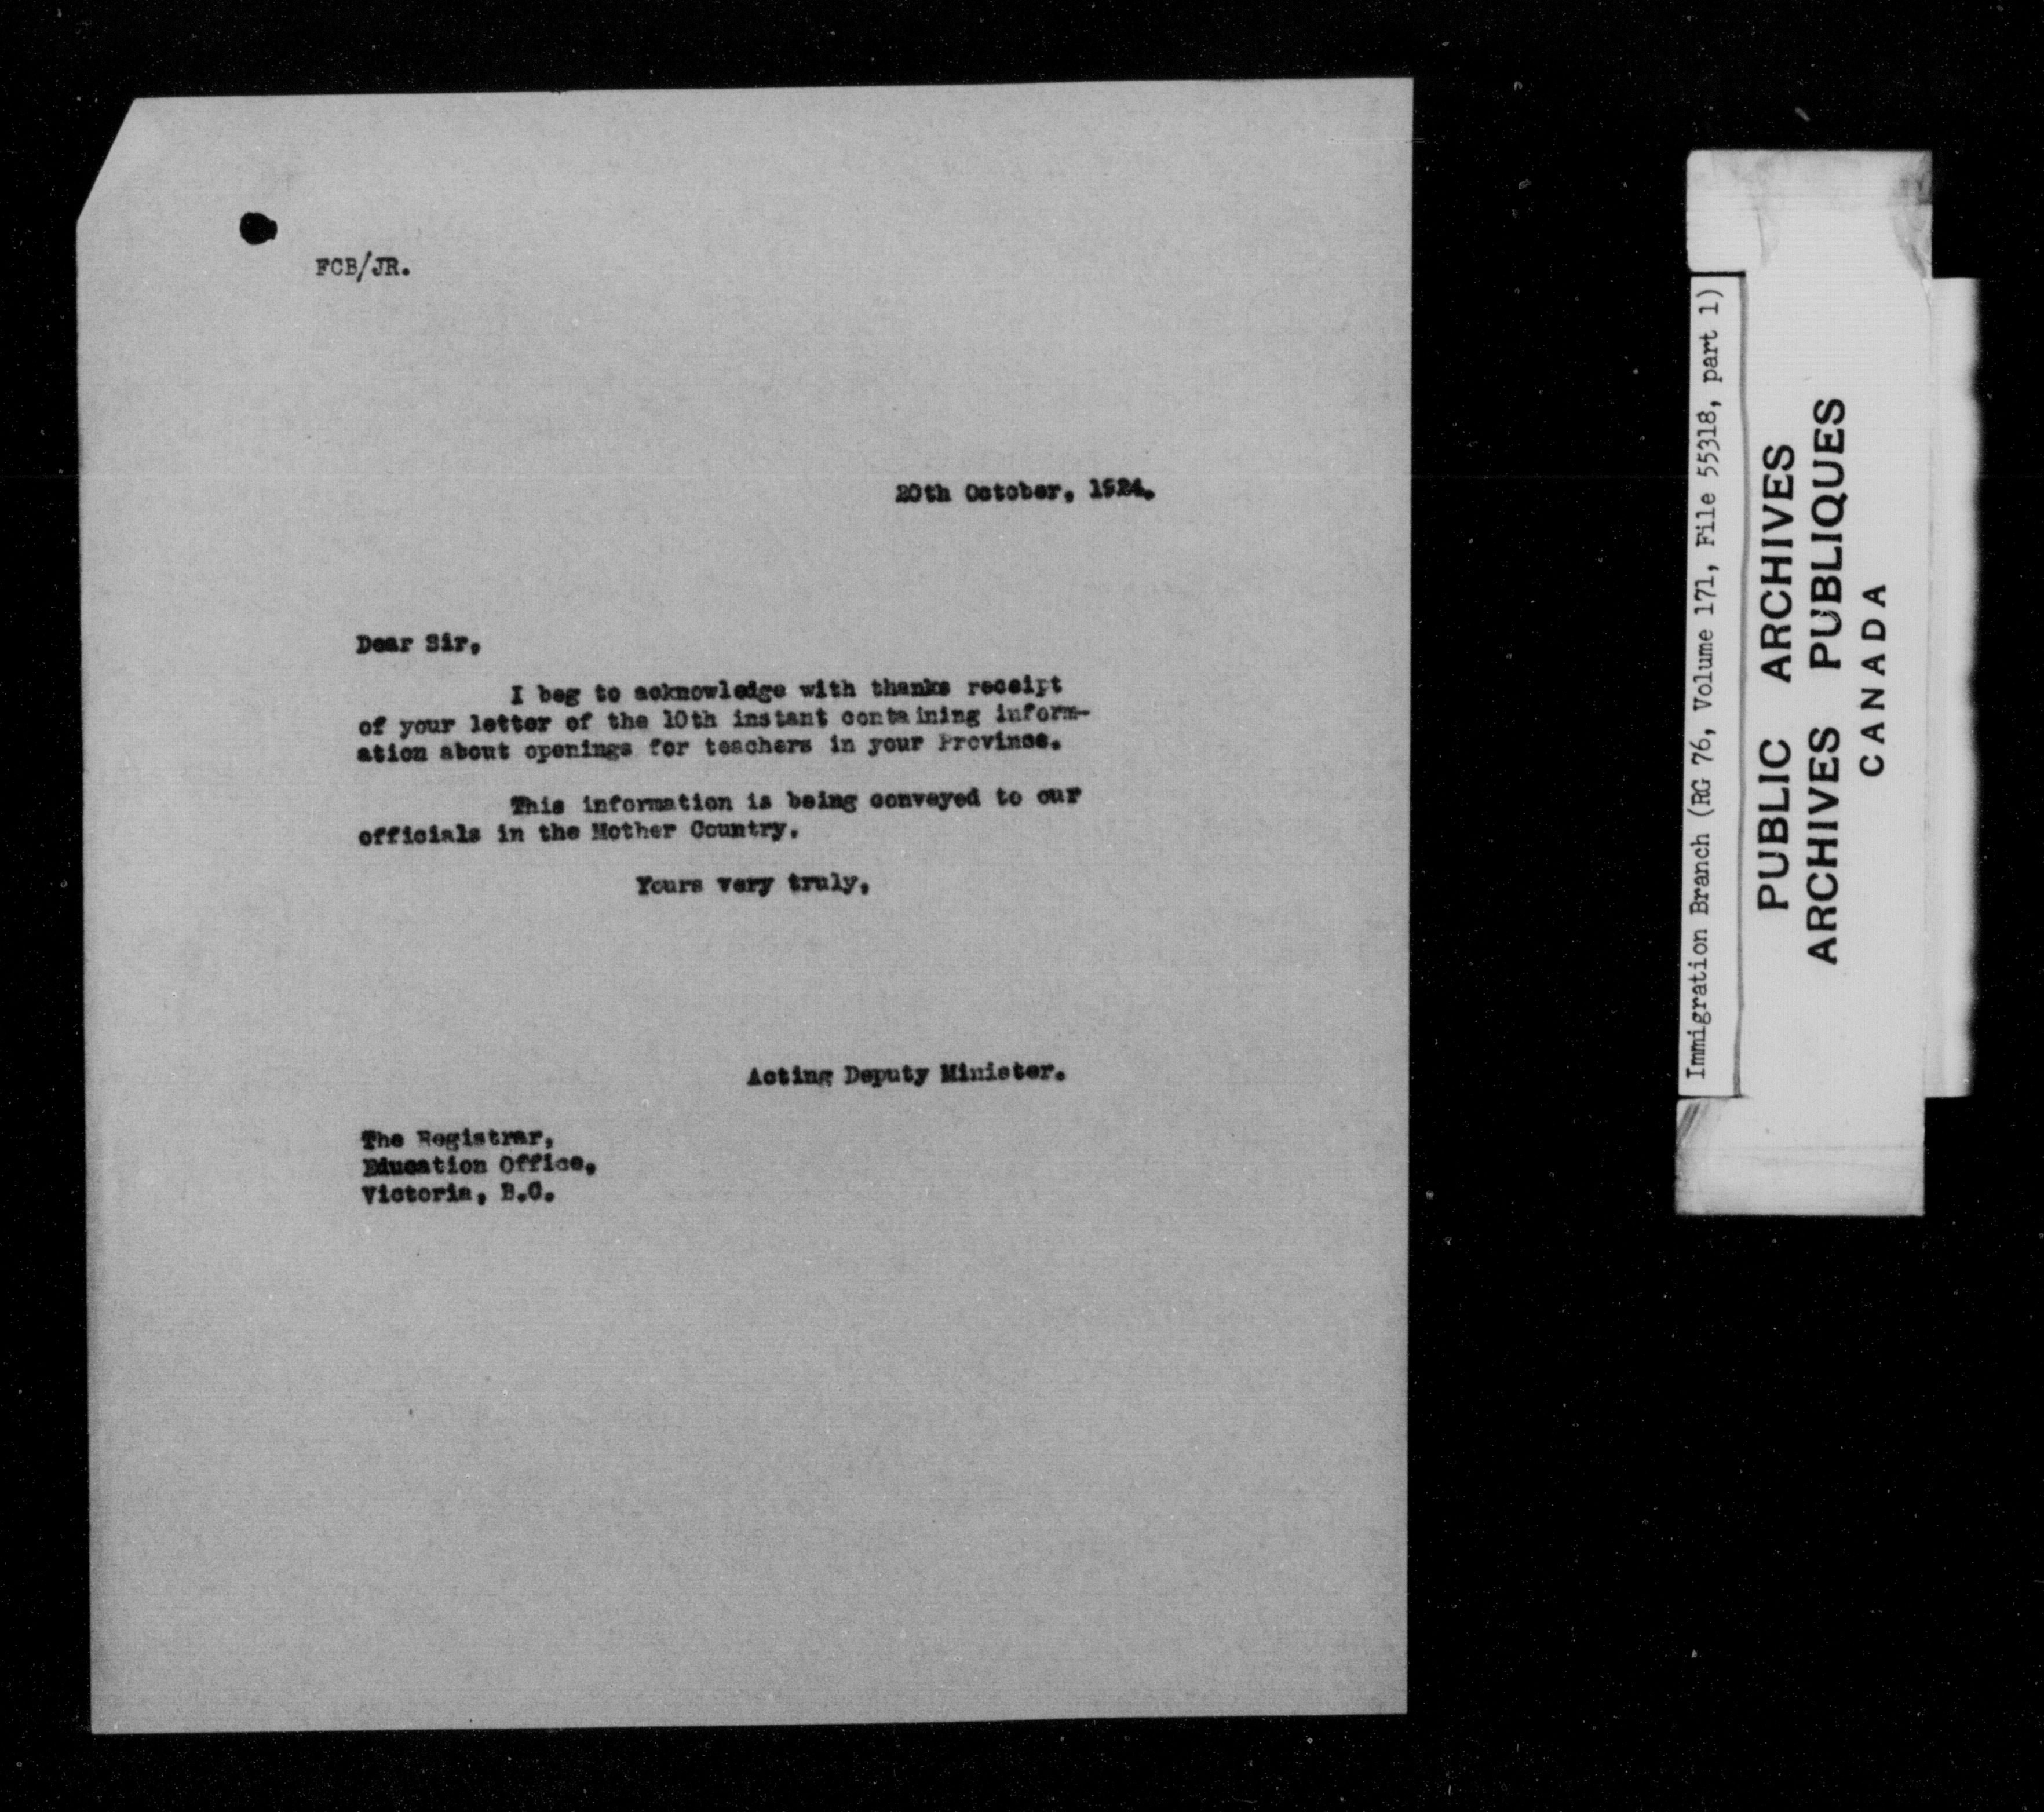 FCB/JR.
20th October, 1924.
Dear Sir,
I beg to acknowledge with thanks receipt
of your letter of the 10th instant containing inform-
ation about openings for teachers in your Province.
This information is being conveyed to our
officials in the Mother Country.
Yours very truly,
Acting Deputy Minister.
The Registrar,
Education Office,
Victoria, B.C.
Immigration Branch (RG 76, Volume 171, File 55318, part 1)
PUBLIC ARCHIVES
ARCHIVES PUBLIQUES
CANADA